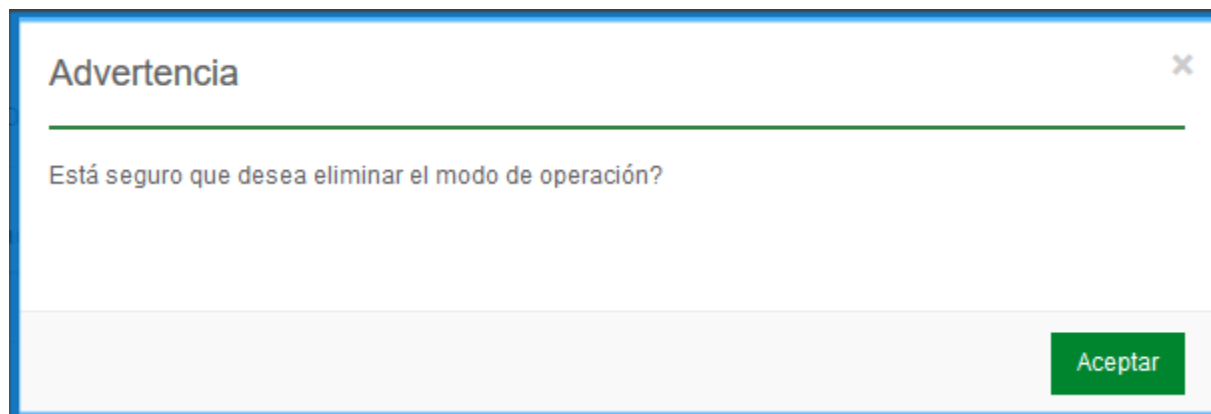 Advertencia
Está seguro que desea eliminar el modo de operación?
Aceptar